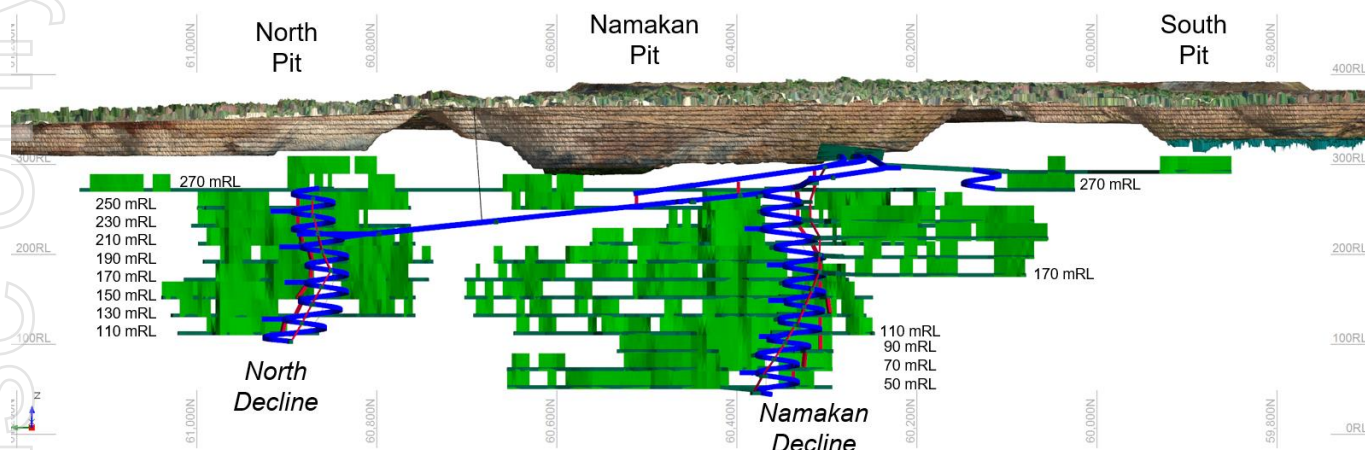 North
Pit
Namakan
Pit
South
Pit
61,000N
60,800N
60,600N
60,400N
60,200N
60,000N
59,800N
400RL
300RL
300RL
270 mRL
270 mRL
250 mRL
230 mRL
210 mRL
200RL
200RL
190 mRL
170 mRL
170 mRL
150 mRL
130 mRL
110 mRL
110 mRL
100RL
100RL
90 mRL
70 mRL
50 mRL
North
Decline
Namakan
Decline
Z
61,000N
60,800N
60,600N
60,400N
60,200N
60,000N
59,800N
0RL